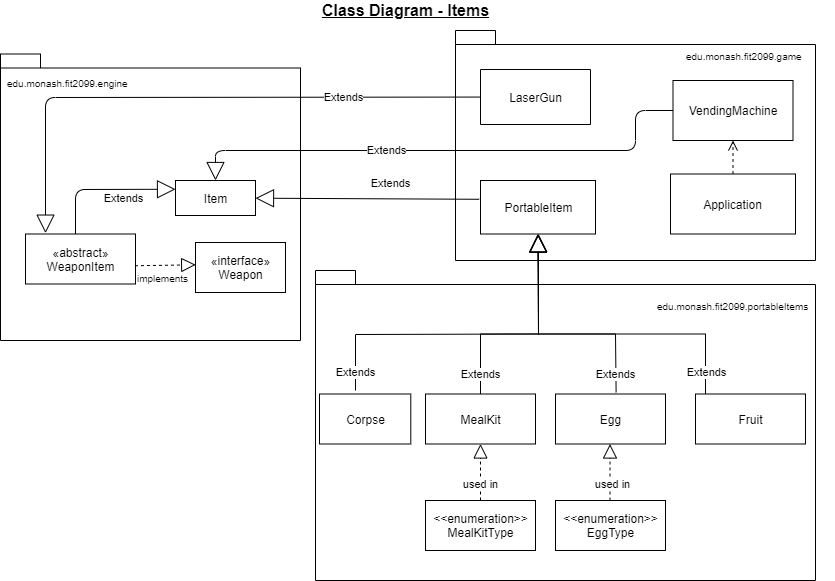 Class Diagram - Items
edu.monash.fit2099.game
edu.monash.fit2099.engine
Extends
LaserGun
VendingMachine
Extends
Extends
Extends
Item
PortableItem
Application
«abstract»
WeaponItem
implements
«interface»
Weapon
edu.monash.fit2099.portableItems
Extends
Extends
Extends
Extends
Corpse
MealKit
Egg
Fruit
used in
used in
<<enumeration>>
MealKitType
<<enumeration>>
EggType